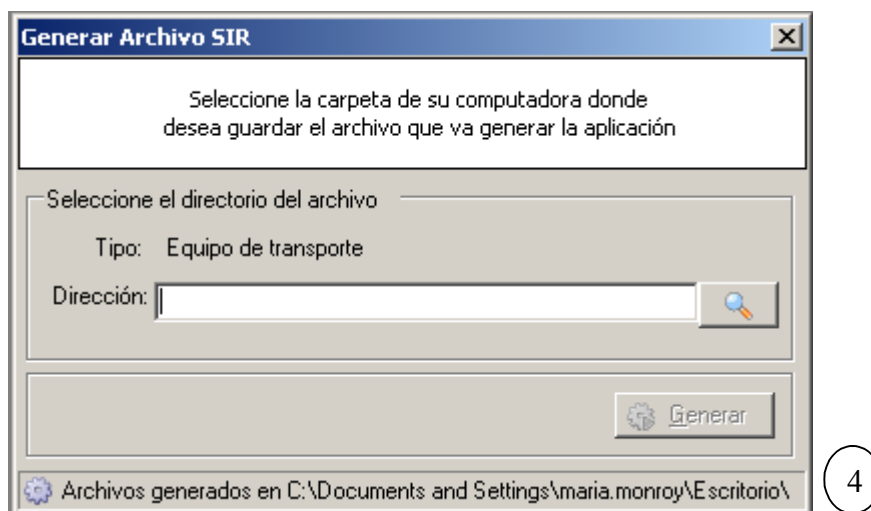 Generar Archivo SIR
Seleccione la carpeta de su computadora donde
desea guardar el archivo que va generar la aplicación
Seleccione el directorio del archivo
Tipo: Equipo de transporte
Dirección:
Generar
Archivos generados en C:\Documents and Settings\maria.monroy\Escritorio\
4